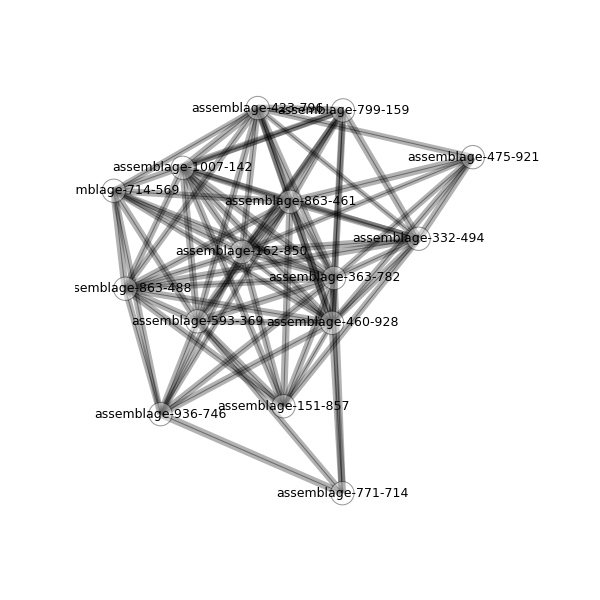 assemblage-423-796
assemblage-799-159
assemblage-475-921
assemblage-1007-142
mblage-714-569
assemblage-863-461
assemblage-332-494
assemblage-162-850
assemblage-363-782
semblage-863-488
assemblage-593-369
assemblage-460-928
assemblage-151-857
assemblage-936-746
assemblage-771-714